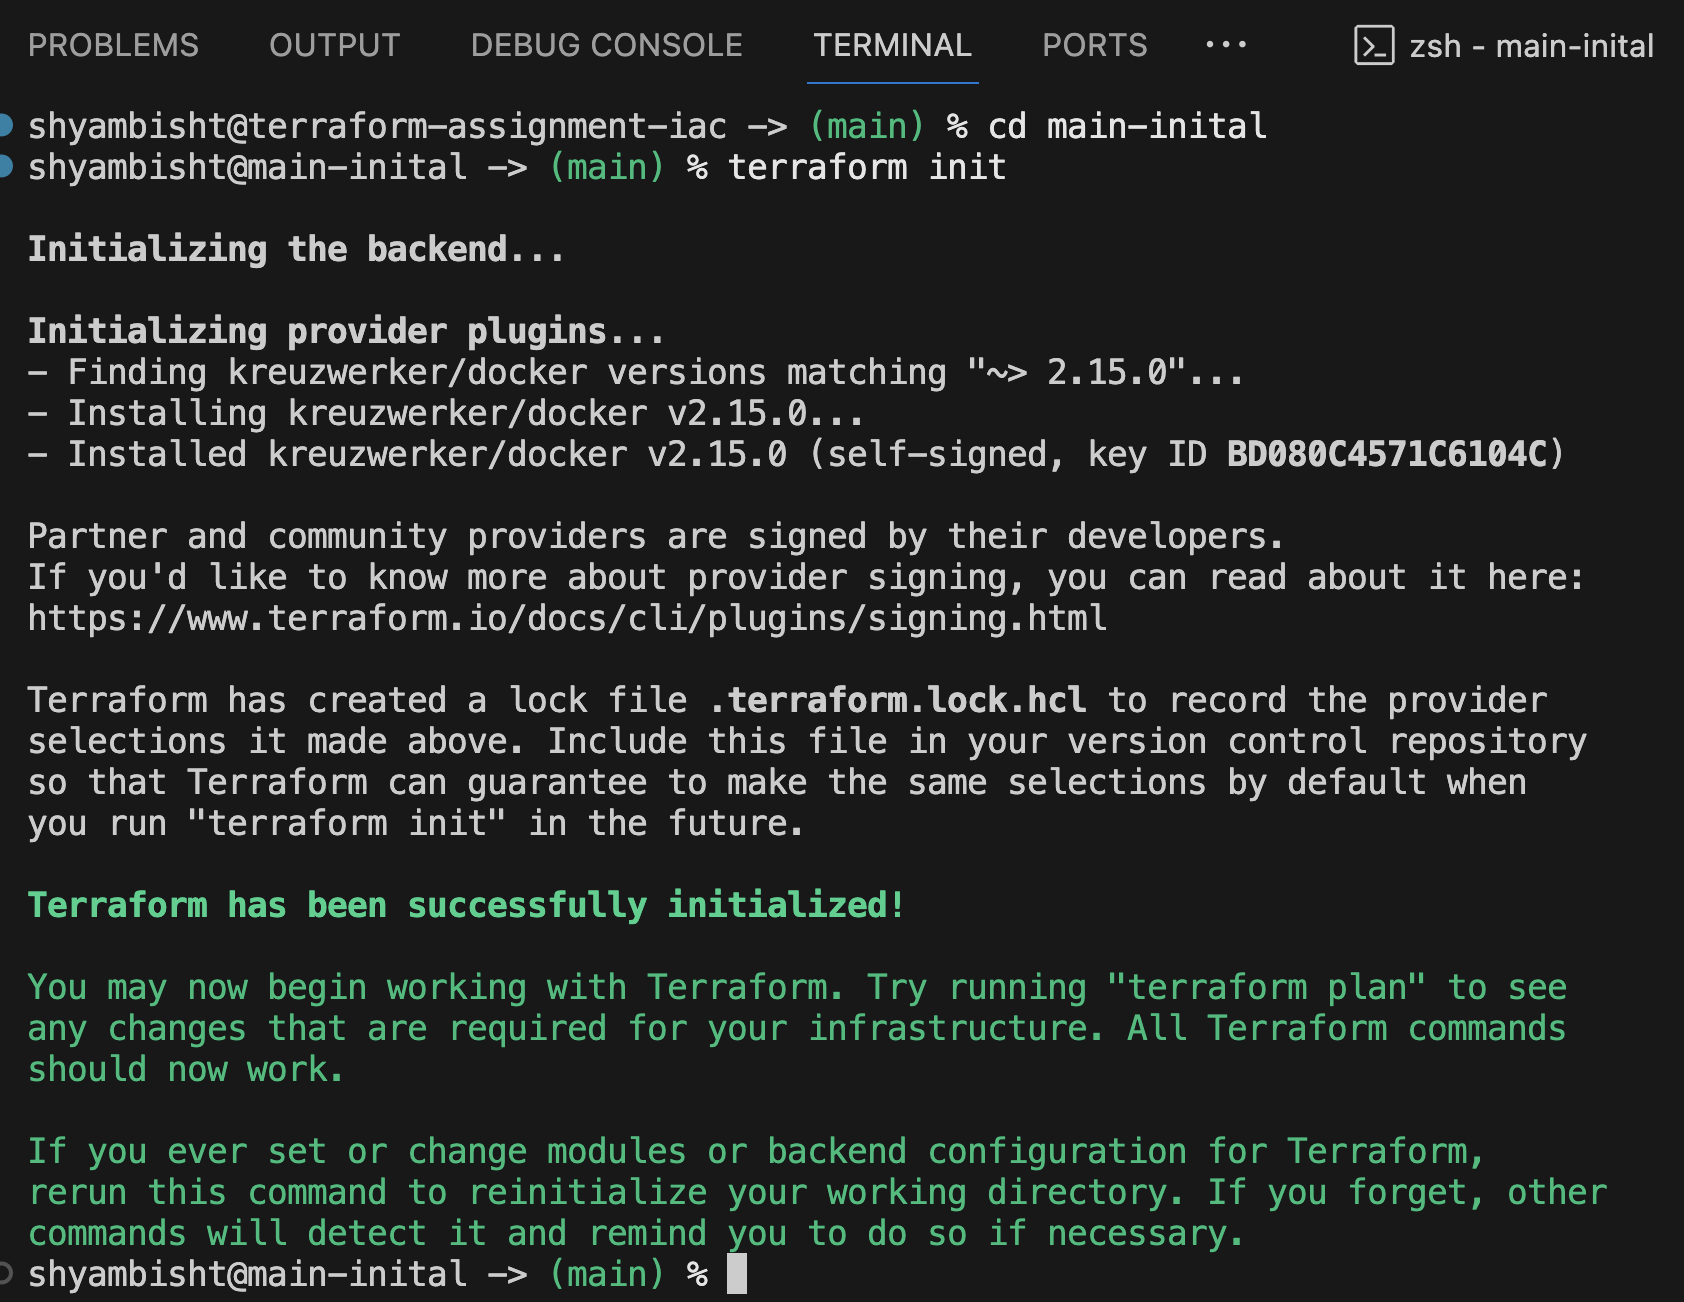 PROBLEMS OUTPUT DEBUG CONSOLE TERMINAL PORTS ··· zsh - main-inital
shyambisht@terraform-assignment-iac -> (main) % cd main-inital
shyambisht@main-inital -> (main) % terraform init
Initializing the backend...
Initializing provider plugins...
- Finding kreuzwerker/docker versions matching "~> 2.15.0"...
- Installing kreuzwerker/docker v2.15.0...
- Installed kreuzwerker/docker v2.15.0 (self-signed, key ID BD080C4571C6104C)
Partner and community providers are signed by their developers.
If you'd like to know more about provider signing, you can read about it here:
https://www.terraform.io/docs/cli/plugins/signing.html
Terraform has created a lock file .terraform.lock.hcl to record the provider
selections it made above. Include this file in your version control repository
so that Terraform can guarantee to make the same selections by default when
you run "terraform init" in the future.
Terraform has been successfully initialized!
You may now begin working with Terraform. Try running "terraform plan" to see
any changes that are required for your infrastructure. All Terraform commands
should now work.
If you ever set or change modules or backend configuration for Terraform,
rerun this command to reinitialize your working directory. If you forget, other
commands will detect it and remind you to do so if necessary.
shyambisht@main-inital -> (main) %